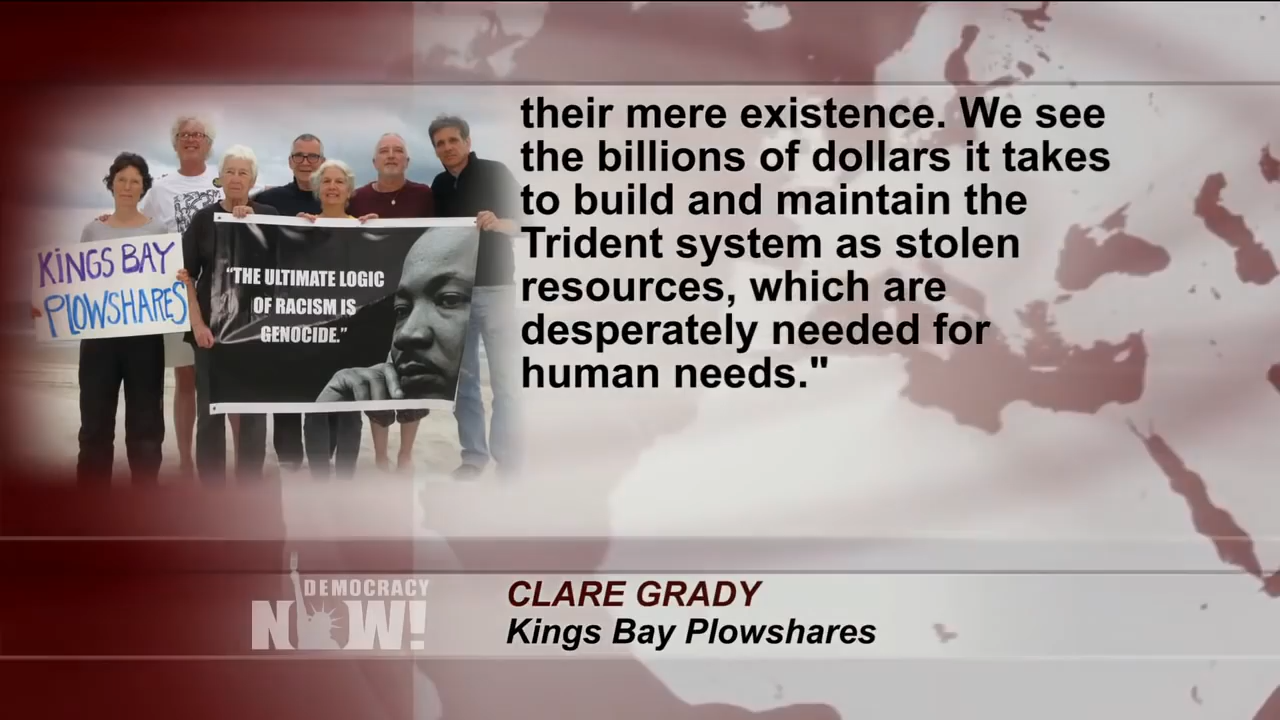 their mere existence. We see
the billions of dollars it takes
to build and maintain the
Trident system as stolen
resources, which are
desperately needed for
human needs."
KINGS BAY
PLOWSHARES
"THE ULTIMATE LOGIC
OF RACISM IS
GENOCIDE."
DEMOCRACY
NOW!
CLARE GRADY
Kings Bay Plowshares